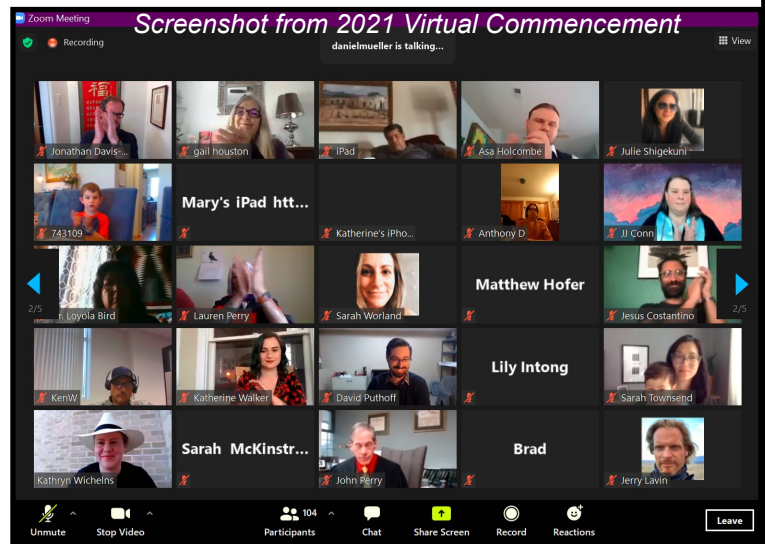 Zoom Meeting
Screenshot from 2021 Virtual Commencement
Recording
danielmueller is talking...
View
福
Jonathan Davis-...
gail houston
iPad
Asa Holcombe
Julie Shigekuni
743109
Mary's iPad htt...
Katherine's iPho...
Anthony D
JJ Conn
r. Loyola Bird
Lauren Perry
Sarah Worland
Matthew Hofer
Jesus Costantino
2/5
2/5
KenW
Katherine Walker
David Puthoff
Lily Intong
Sarah Townsend
Kathryn Wichelns
Sarah McKinstr...
John Perry
Brad
Jerry Lavin
Unmute
Stop Video
104
Participants
Chat
Share Screen
Record
Reactions
Leave